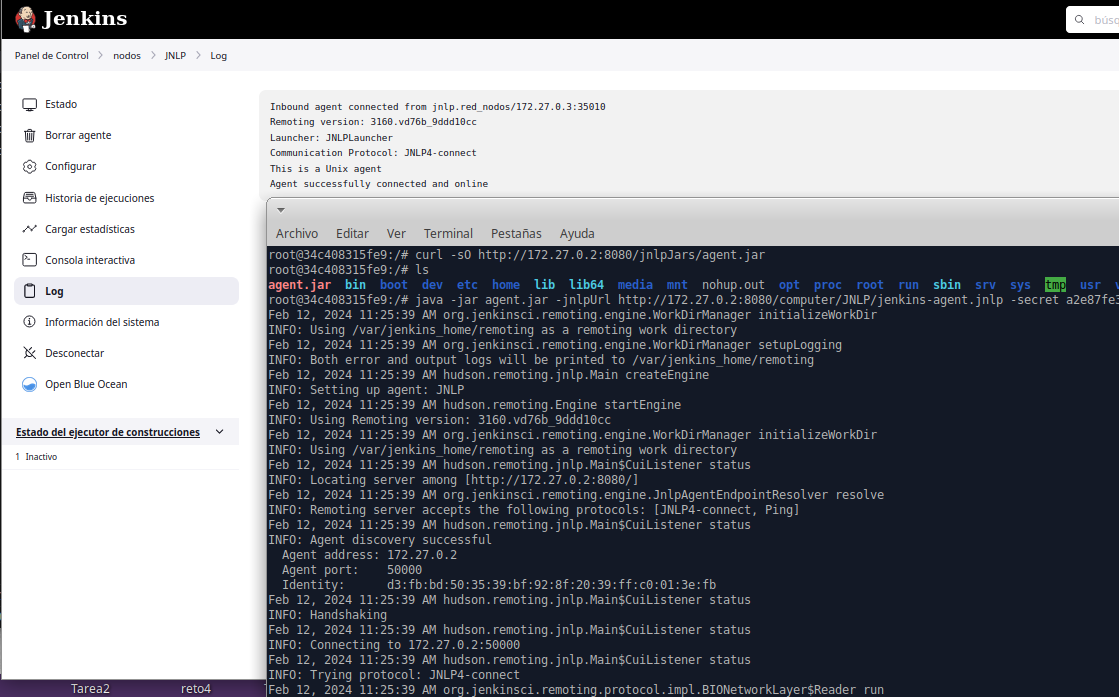 Jenkins
búsq
Panel de Control > nodos > JNLP > Log
Estado
Borrar agente
Configurar
Historia de ejecuciones
Cargar estadísticas
Consola interactiva
Log
Información del sistema
Desconectar
Open Blue Ocean
Estado del ejecutor de construcciones
1 Inactivo
Inbound agent connected from jnlp.red_nodos/172.27.0.3:35010
Remoting version: 3160.vd76b_9ddd10cc
Launcher: JNLPLauncher
Communication Protocol: JNLP4-connect
This is a Unix agent
Agent successfully connected and online
Archivo Editar Ver Terminal Pestañas Ayuda
root@34c408315fe9:/# curl -sO http://172.27.0.2:8080/jnlpJars/agent.jar
root@34c408315fe9:/# ls
agent.jar bin boot dev etc home lib lib64 media mnt nohup.out opt proc root run sbin srv sys tmp usr
root@34c408315fe9:/# java -jar agent.jar -jnlpUrl http://172.27.0.2:8080/computer/JNLP/jenkins-agent.jnlp -secret a2e87fe3
Feb 12, 2024 11:25:39 AM org.jenkinsci.remoting.engine.WorkDirManager initializeWorkDir
INFO: Using /var/jenkins_home/remoting as a remoting work directory
Feb 12, 2024 11:25:39 AM org.jenkinsci.remoting.engine.WorkDirManager setupLogging
INFO: Both error and output logs will be printed to /var/jenkins_home/remoting
Feb 12, 2024 11:25:39 AM hudson.remoting.jnlp.Main createEngine
INFO: Setting up agent: JNLP
Feb 12, 2024 11:25:39 AM hudson.remoting.Engine startEngine
INFO: Using Remoting version: 3160.vd76b_9ddd10cc
Feb 12, 2024 11:25:39 AM org.jenkinsci.remoting.engine.WorkDirManager initializeWorkDir
INFO: Using /var/jenkins_home/remoting as a remoting work directory
Feb 12, 2024 11:25:39 AM hudson.remoting.jnlp.Main$CuiListener status
INFO: Locating server among [http://172.27.0.2:8080/]
Feb 12, 2024 11:25:39 AM org.jenkinsci.remoting.engine.JnlpAgentEndpointResolver resolve
INFO: Remoting server accepts the following protocols: [JNLP4-connect, Ping]
Feb 12, 2024 11:25:39 AM hudson.remoting.jnlp.Main$CuiListener status
INFO: Agent discovery successful
Agent address: 172.27.0.2
Agent port: 50000
Identity: d3:fb:bd:50:35:39:bf:92:8f:20:39:ff:c0:01:3e:fb
Feb 12, 2024 11:25:39 AM hudson.remoting.jnlp.Main$CuiListener status
INFO: Handshaking
Feb 12, 2024 11:25:39 AM hudson.remoting.jnlp.Main$CuiListener status
INFO: Connecting to 172.27.0.2:50000
Feb 12, 2024 11:25:39 AM hudson.remoting.jnlp.Main$CuiListener status
INFO: Trying protocol: JNLP4-connect
Feb 12, 2024 11:25:39 AM org.jenkinsci.remoting.protocol.impl.BIONetworkLayer$Reader run
Tarea2 reto4